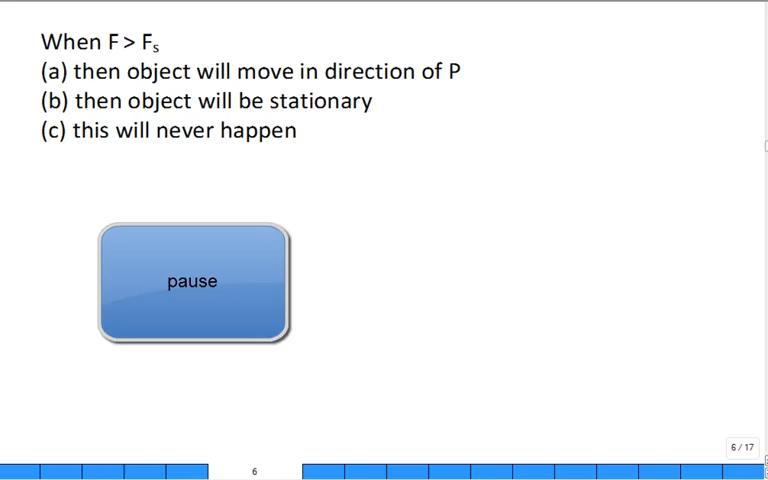 When F > Fs
(a) then object will move in direction of P
(b) then object will be stationary
(c) this will never happen
pause
6 / 17
6